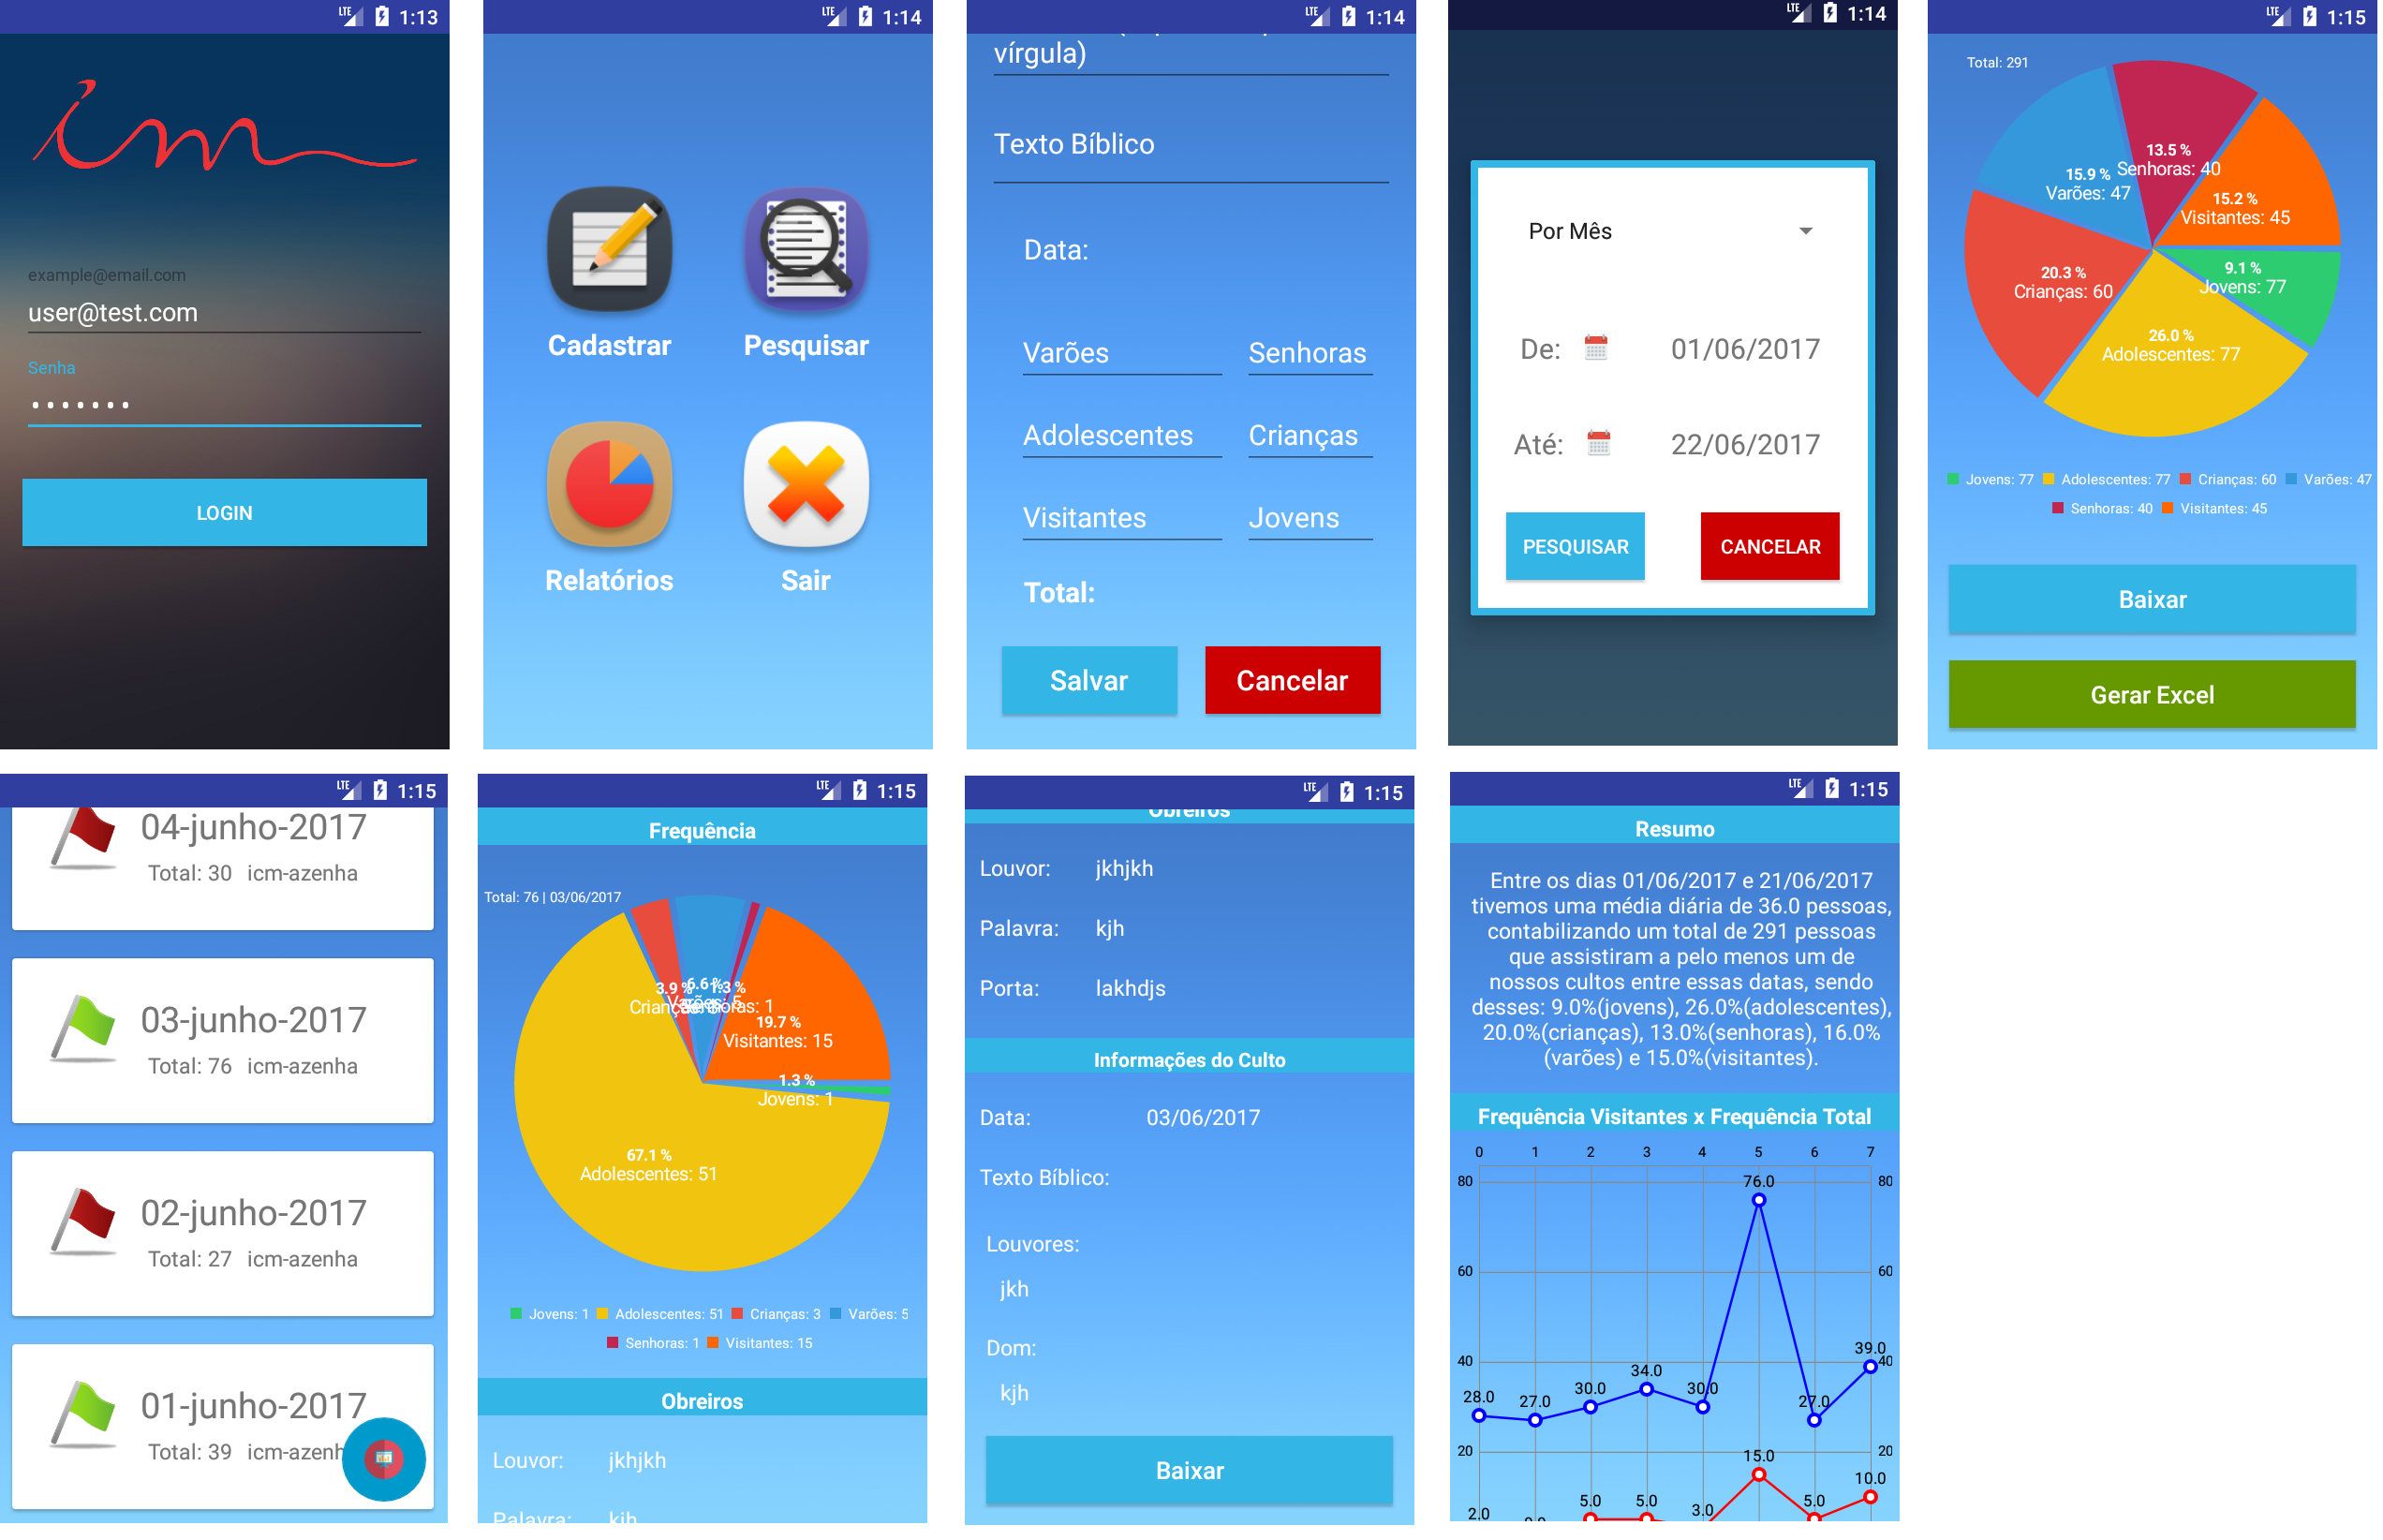 LTE 1:13
im
example@email.com
user@test.com
Senha
LOGIN
LTE 1:14
Cadastrar Pesquisar
Relatórios Sair
LTE 1:14
vírgula)
Texto Bíblico
Data:
Varões Senhoras
Adolescentes Crianças
Visitantes Jovens
Total:
Salvar Cancelar
LTE 1:14
Por Mês
De: 01/06/2017
Até: 22/06/2017
PESQUISAR CANCELAR
LTE 1:15
Total: 291
13.5 %
Senhoras: 40
15.9 %
Varões: 47
15.2 %
Visitantes: 45
20.3 %
Crianças: 60
9.1 %
Jovens: 77
26.0 %
Adolescentes: 77
Jovens: 77 Adolescentes: 77 Crianças: 60 Varões: 47
Senhoras: 40 Visitantes: 45
Baixar
Gerar Excel
LTE 1:15
04-junho-2017
Total: 30 icm-azenha
03-junho-2017
Total: 76 icm-azenha
02-junho-2017
Total: 27 icm-azenha
01-junho-2017
Total: 39 icm-azenh
LTE 1:15
Frequência
Total: 76 | 03/06/2017
3.9 % 6.6 % 1.3 %
19.7 %
Visitantes: 15
1.3 %
Jovens: 1
67.1 %
Adolescentes: 51
Jovens: 1 Adolescentes: 51 Crianças: 3 Varões: 5
Senhoras: 1 Visitantes: 15
Obreiros
Louvor: jkhjkh
Palavra: kjh
LTE 1:15
Obreiros
Louvor: jkhjkh
Palavra: kjh
Porta: lakhdjs
Informações do Culto
Data: 03/06/2017
Texto Bíblico:
Louvores:
jkh
Dom:
kjh
Baixar
LTE 1:15
Resumo
Entre os dias 01/06/2017 e 21/06/2017
tivemos uma média diária de 36.0 pessoas,
contabilizando um total de 291 pessoas
que assistiram a pelo menos um de
nossos cultos entre essas datas, sendo
desses: 9.0%(jovens), 26.0%(adolescentes),
20.0%(crianças), 13.0%(senhoras), 16.0%
(varões) e 15.0%(visitantes).
Frequência Visitantes x Frequência Total
0 1 2 3 4 5 6 7
80 76.0 80
60 60
39.0
40 34.0 40
28.0 27.0 30.0 30.0 27.0
20 15.0 20
10.0
2.0 5.0 5.0 3.0 5.0